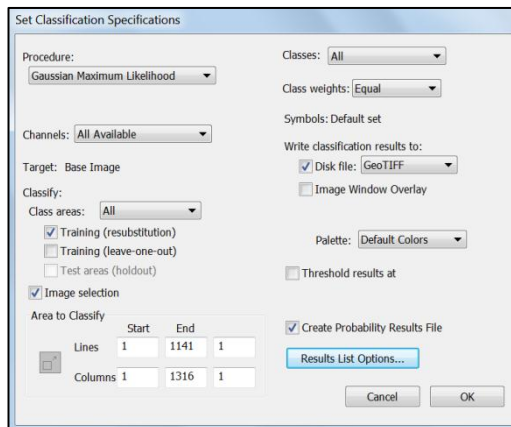 Set Classification Specifications
Procedure:
Gaussian Maximum Likelihood
Channels: All Available
Target: Base Image
Classify:
Class areas: All
Training (resubstitution)
Training (leave-one-out)
Test areas (holdout)
Image selection
Area to Classify
Start End
Lines 1 1141 1
Columns 1 1316 1
Classes: All
Class weights: Equal
Symbols: Default set
Write classification results to:
Disk file: GeoTIFF
Image Window Overlay
Palette: Default Colors
Threshold results at
Create Probability Results File
Results List Options...
Cancel OK